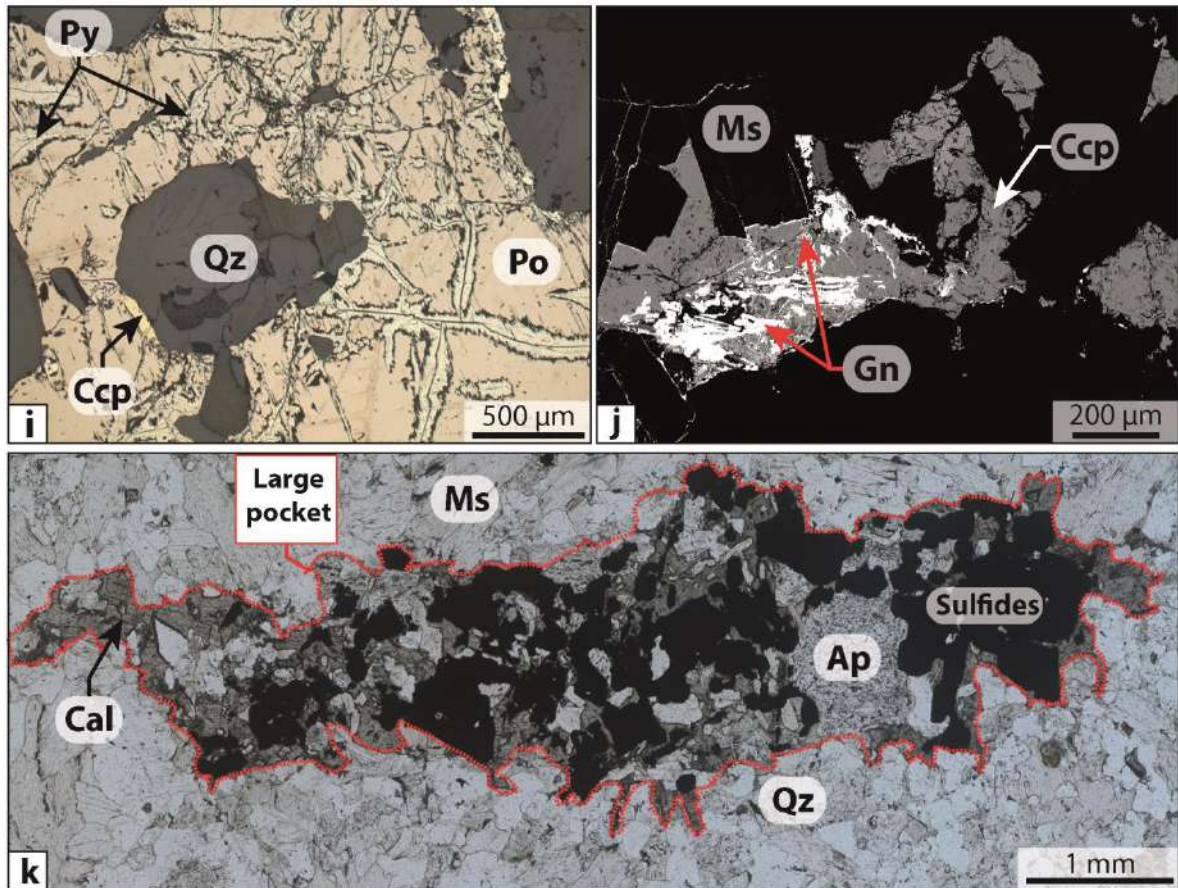 Py
Qz
Po
Ccp
i
500 µm
Ms
Ccp
Gn
j
200 µm
Large
pocket
Ms
Sulfides
Ap
Cal
Qz
k
1 mm